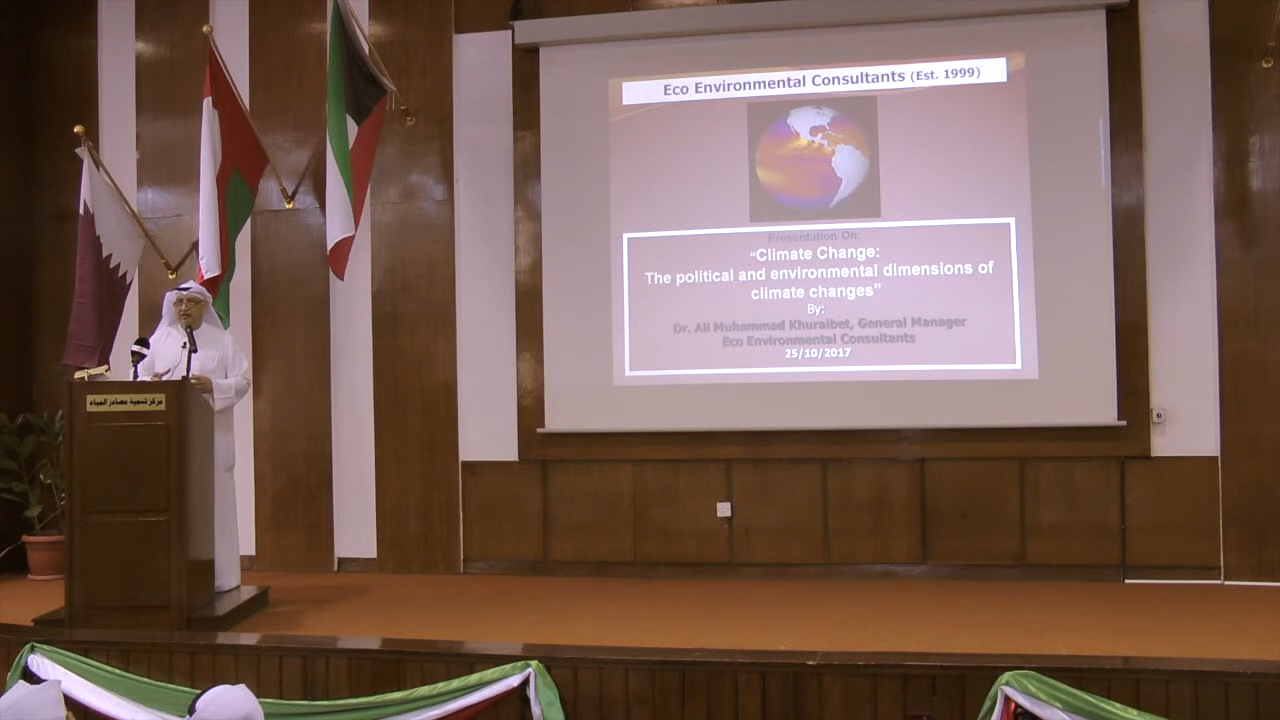 Eco Environmental Consultants (Est. 1999)
Presentation On:
“Climate Change:
The political and environmental dimensions of
climate changes”
By:
Dr. Ali Muhammad Khuraibet, General Manager
Eco Environmental Consultants
25/10/2017
مركز تنمية مصادر المياه